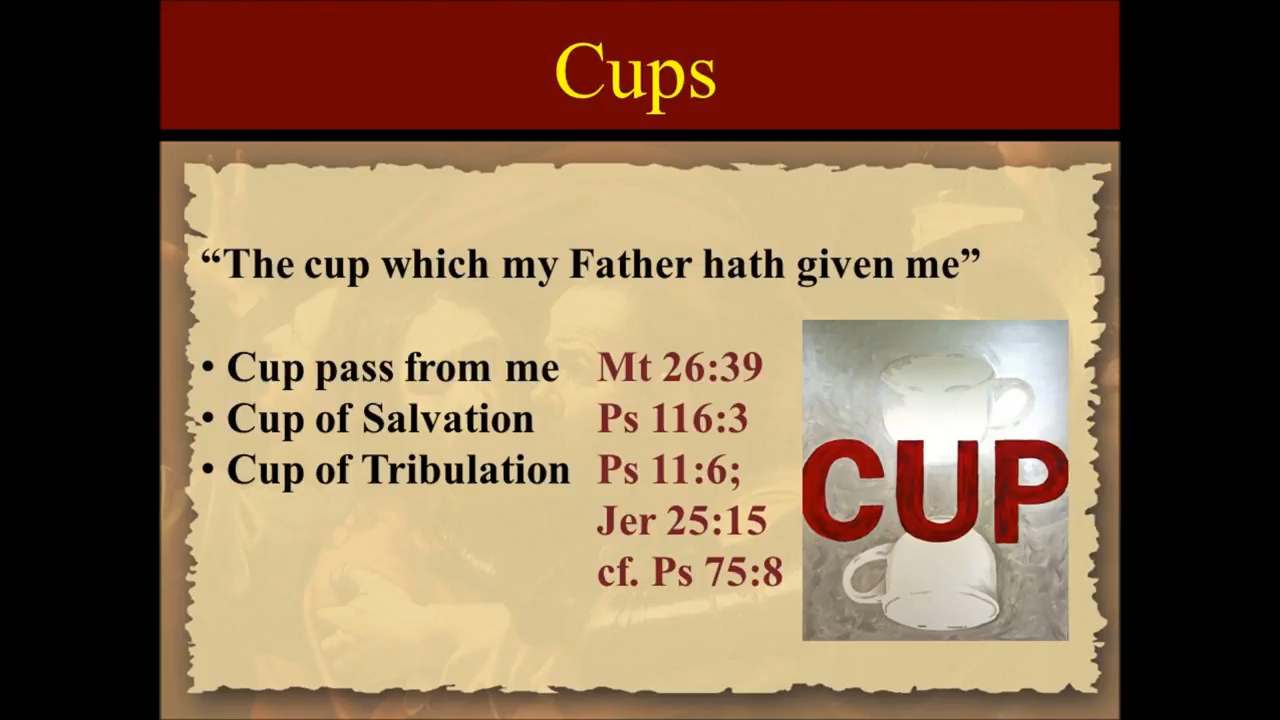 Cups
“The cup which my Father hath given me”
• Cup pass from me Mt 26:39
• Cup of Salvation Ps 116:3
• Cup of Tribulation Ps 11:6;
Jer 25:15
cf. Ps 75:8
CUP